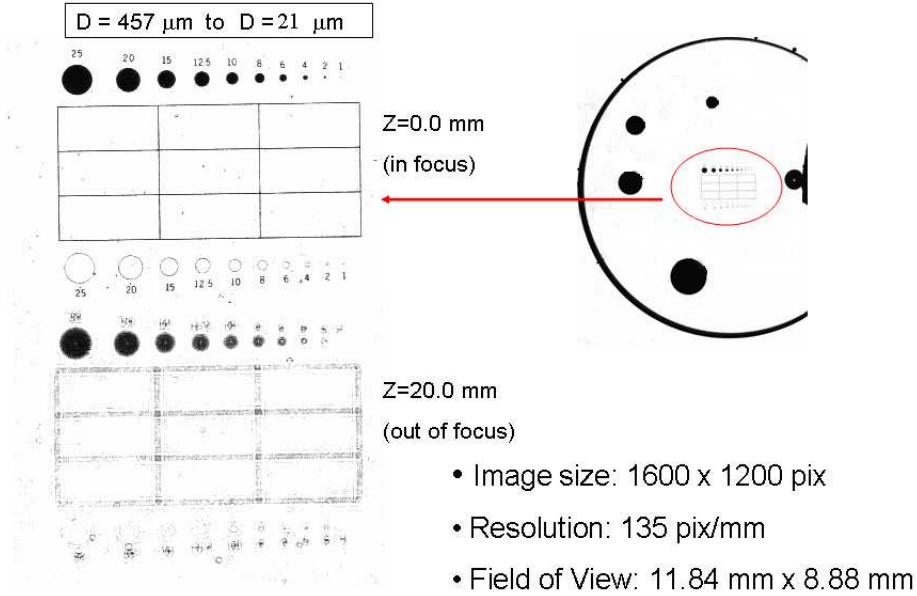 D = 457 μm to D = 21 μm
25 20 15 12 5 10 8 6 4 2 1
Z=0.0 mm
(in focus)
25 20 15 12 5 10 8 6 4 2 1
Z=20.0 mm
(out of focus)
• Image size: 1600 x 1200 pix
• Resolution: 135 pix/mm
• Field of View: 11.84 mm x 8.88 mm